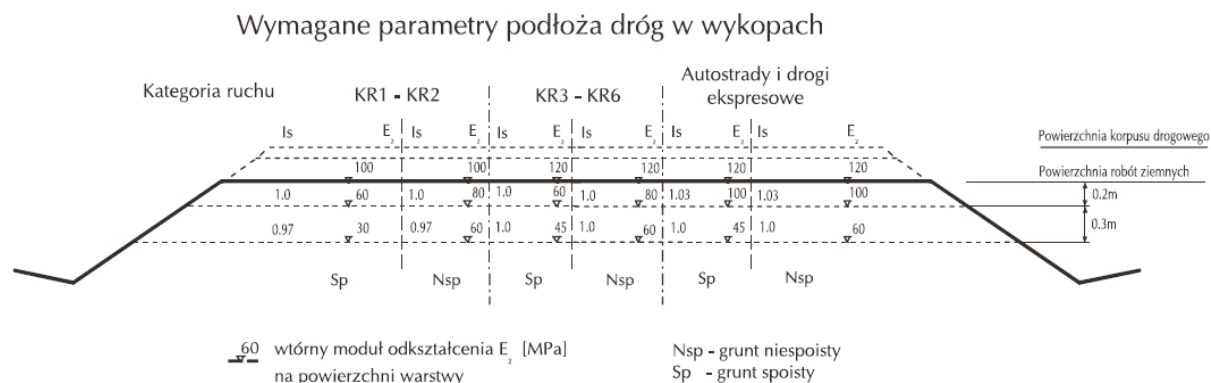 Wymagane parametry podłoża dróg w wykopach
Kategoria ruchu KR1 - KR2 KR3 - KR6 Autostrady i drogi
ekspresowe
Is E₂ Is E₂ Is E₂ Is E₂ Is E₂ Is E₂
Powierzchnia korpusu drogowego
100 100 120 120 120 120
Powierzchnia robót ziemnych
1.0 60 1.0 80 1.0 60 1.0 80 1.03 100 1.03 100 0.2m
0.97 30 0.97 60 1.0 45 1.0 60 1.0 45 1.0 60 0.3m
Sp Nsp Sp Nsp Sp Nsp
60 wtórny moduł odkształcenia E₂ [MPa]
na powierzchni warstwy
Nsp - grunt niespoisty
Sp - grunt spoisty